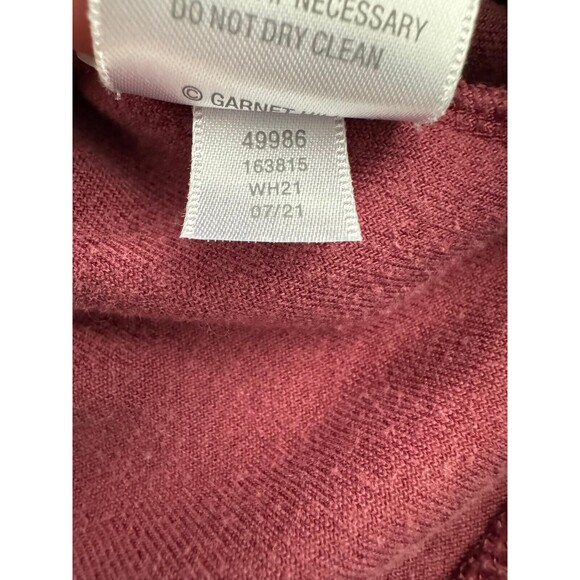 NECESSARY
DO NOT DRY CLEAN
© GARNET
49986
163815
WH21
07/21